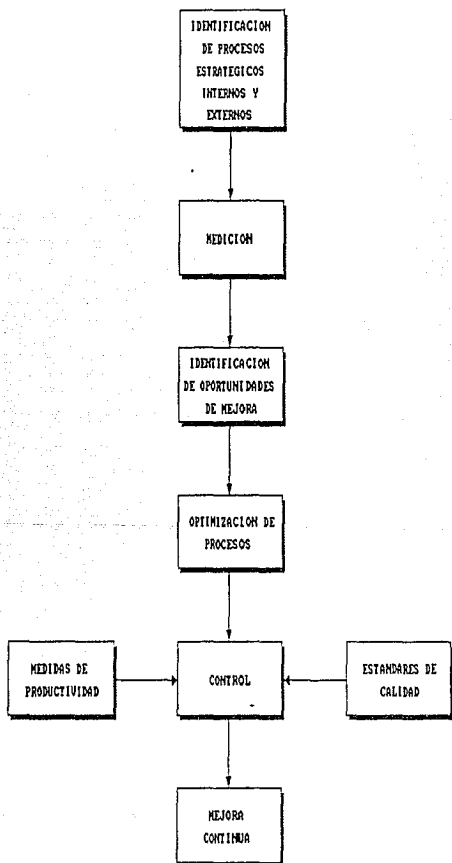 IDENTIFICACION
DE PROCESOS
ESTRATEGICOS
INTERNOS Y
EXTERNOS
MEDICION
IDENTIFICACION
DE OPORTUNIDADES
DE MEJORA
OPTIMIZACION DE
PROCESOS
MEDIDAS DE
PRODUCTIVIDAD
CONTROL
ESTANDARES DE
CALIDAD
MEJORA
CONTINUA